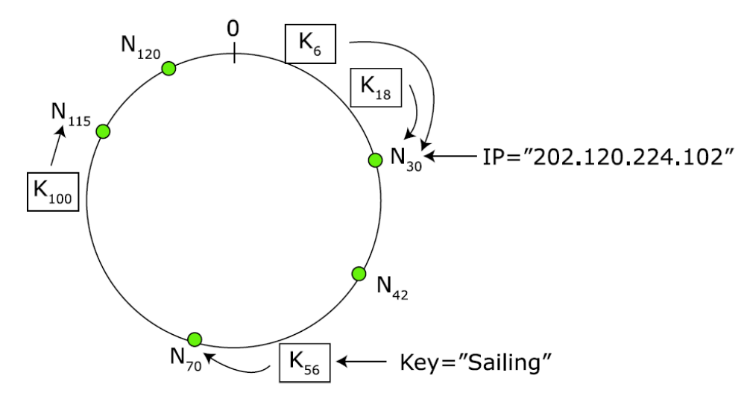 0
K6
N120
K18
N115
N30
IP=”202.120.224.102”
K100
N42
N70
K56
Key=”Sailing”